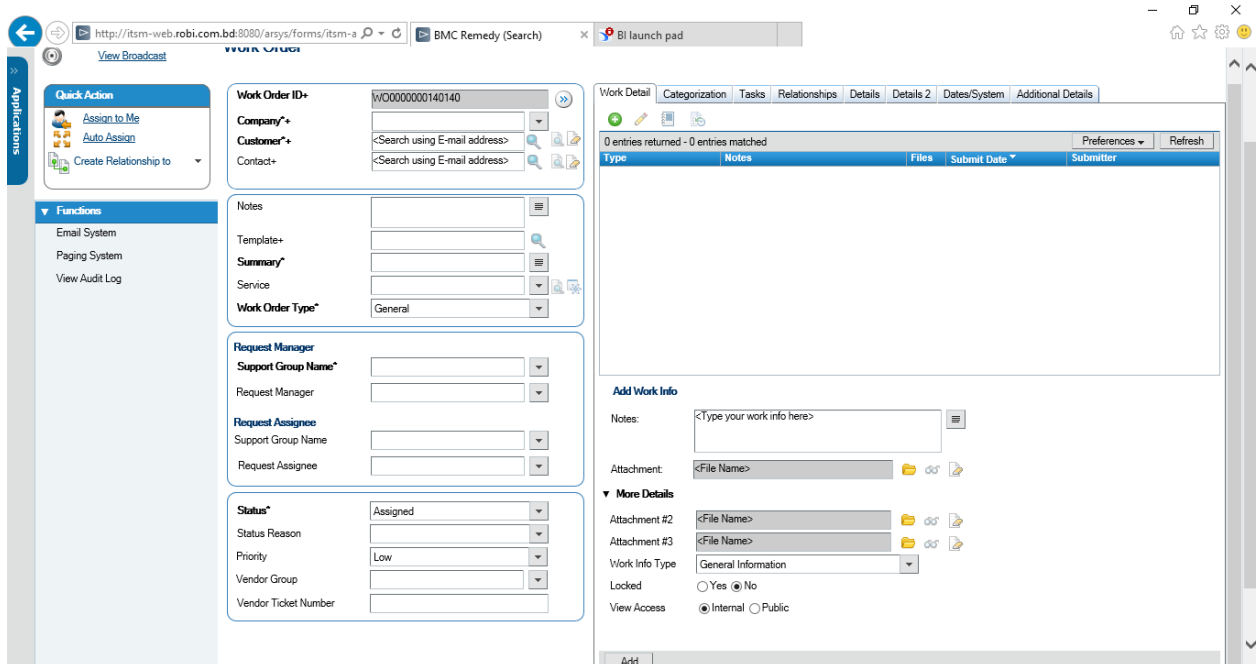 http://itsm-web.robi.com.bd:8080/arsys/forms/itsm-a
BMC Remedy (Search)
BI launch pad
Applications
View Broadcast
Work Order
Quick Action
Assign to Me
Auto Assign
Create Relationship to
Functions
Email System
Paging System
View Audit Log
Work Order ID+ WO0000000140140
Company*+
Customer*+ <Search using E-mail address>
Contact+ <Search using E-mail address>
Notes
Template+
Summary*
Service
Work Order Type* General
Request Manager
Support Group Name*
Request Manager
Request Assignee
Support Group Name
Request Assignee
Status* Assigned
Status Reason
Priority Low
Vendor Group
Vendor Ticket Number
Work Detail Categorization Tasks Relationships Details Details 2 Dates/System Additional Details
0 entries returned - 0 entries matched Preferences Refresh
Type Notes Files Submit Date Submitter
Add Work Info
Notes: <Type your work info here>
Attachment: <File Name>
More Details
Attachment #2 <File Name>
Attachment #3 <File Name>
Work Info Type General Information
Locked Yes No
View Access Internal Public
Add